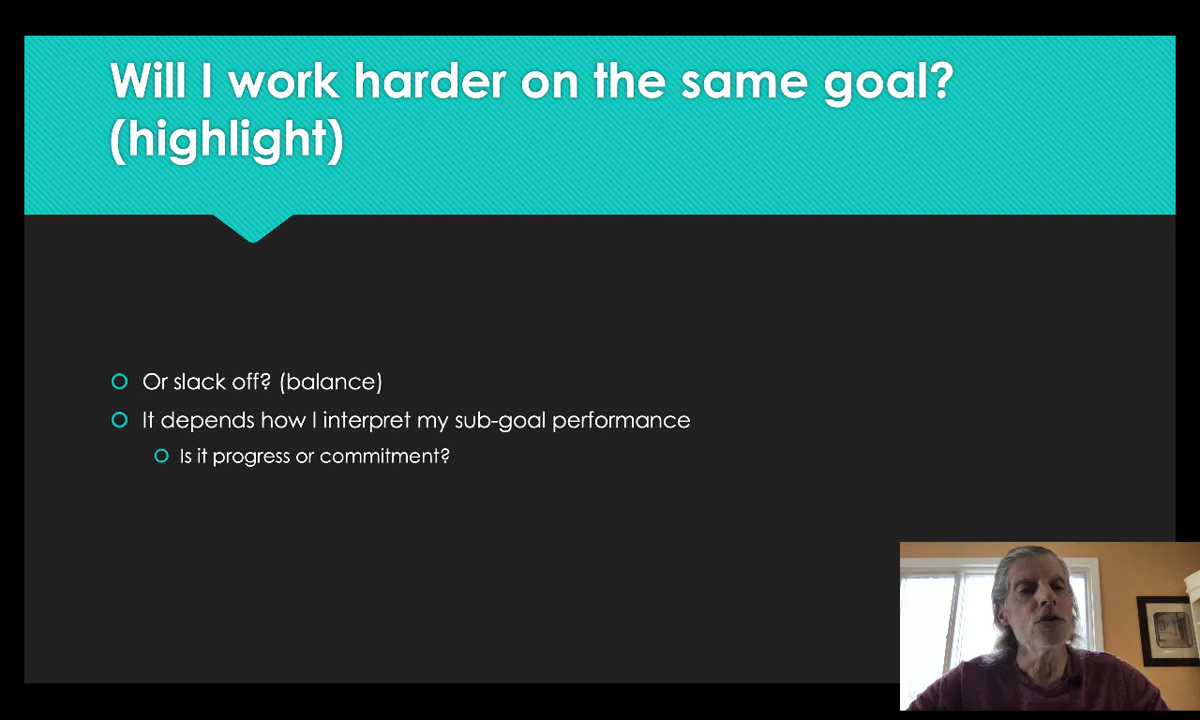 Will I work harder on the same goal?
(highlight)
Or slack off? (balance)
It depends how I interpret my sub-goal performance
Is it progress or commitment?